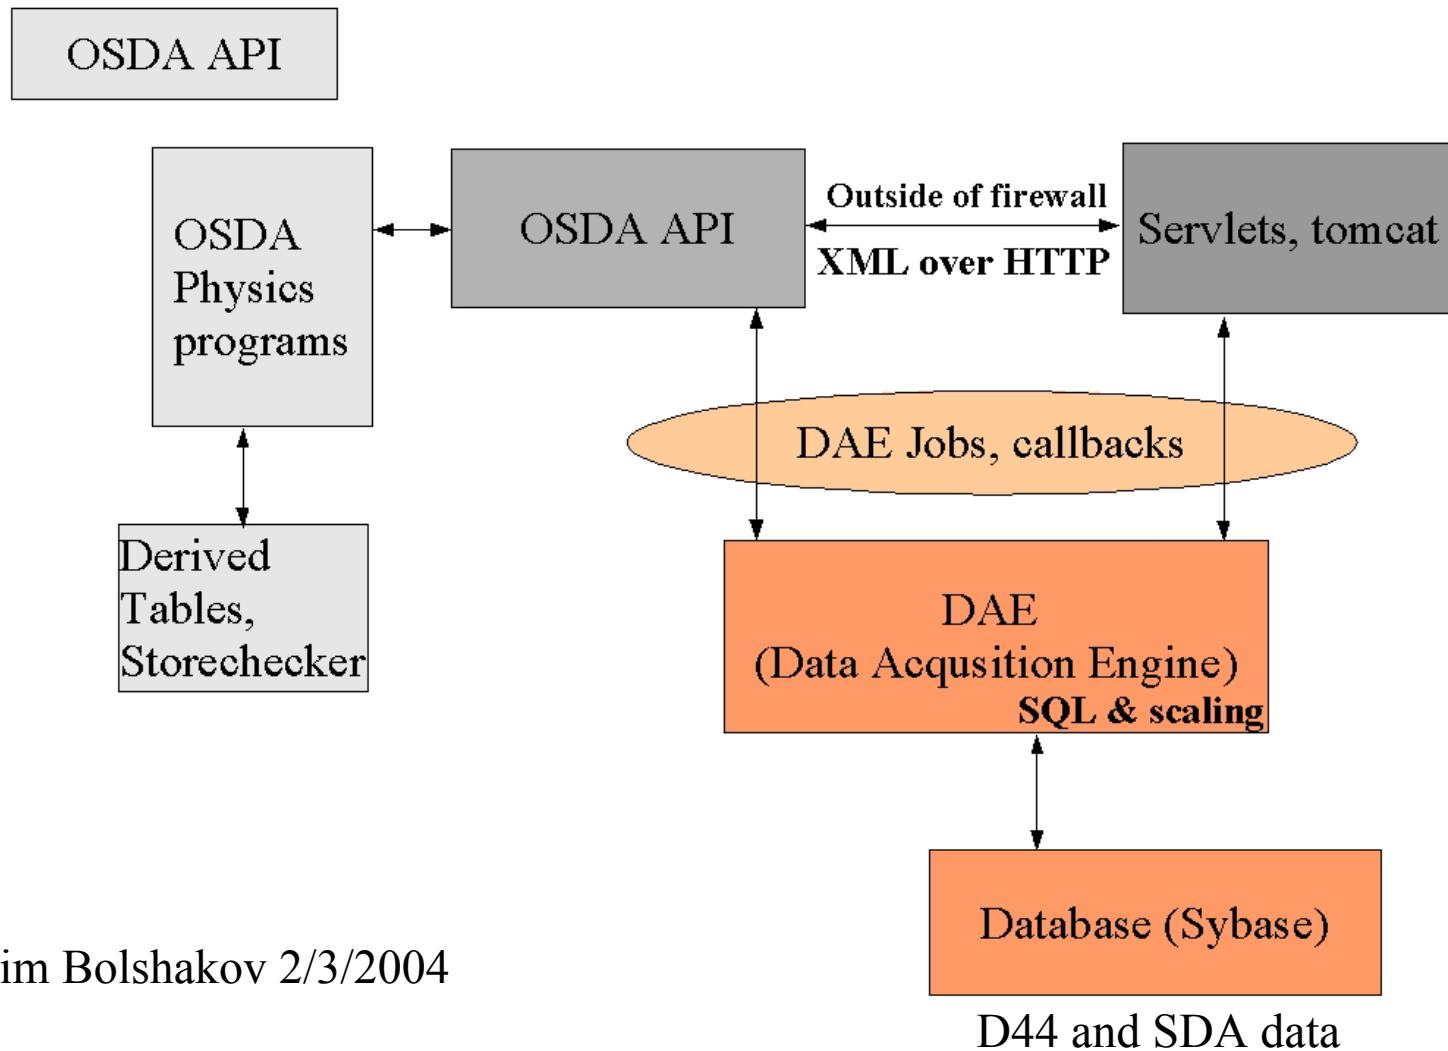 OSDA API
OSDA
Physics
programs
OSDA API
Outside of firewall
XML over HTTP
Servlets, tomcat
DAE Jobs, callbacks
Derived
Tables,
Storechecker
DAE
(Data Acqusition Engine)
SQL & scaling
Database (Sybase)
im Bolshakov 2/3/2004
D44 and SDA data